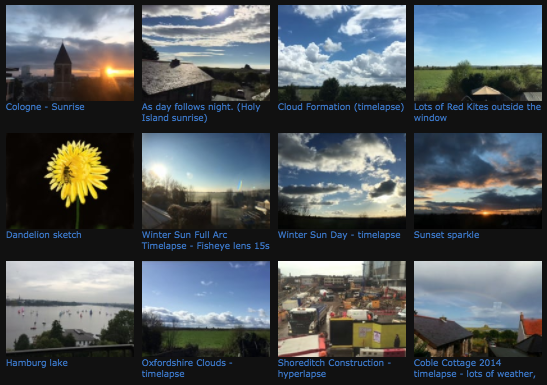 Cologne - Sunrise
As day follows night. (Holy
Island sunrise)
Cloud Formation (timelapse)
Lots of Red Kites outside the
window
Dandelion sketch
Winter Sun Full Arc
Timelapse - Fisheye lens 15s
Winter Sun Day - timelapse
Sunset sparkle
Hamburg lake
Oxfordshire Clouds -
timelapse
Shoreditch Construction -
hyperlapse
Coble Cottage 2014
timelapse - lots of weather,